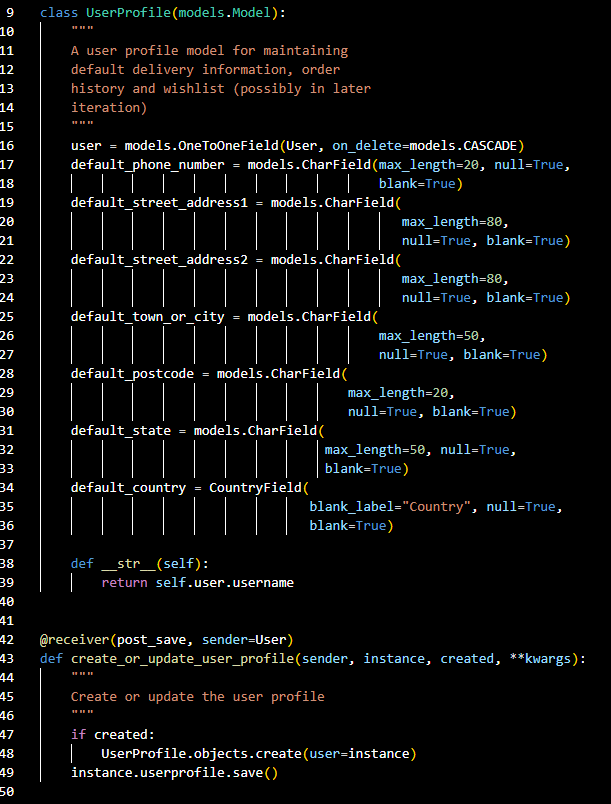 9 class UserProfile(models.Model):
10 """
11 A user profile model for maintaining
12 default delivery information, order
13 history and wishlist (possibly in later
14 iteration)
15 """
16 user = models.OneToOneField(User, on_delete=models.CASCADE)
17 default_phone_number = models.CharField(max_length=20, null=True,
18 blank=True)
19 default_street_address1 = models.CharField(
20 max_length=80,
21 null=True, blank=True)
22 default_street_address2 = models.CharField(
23 max_length=80,
24 null=True, blank=True)
25 default_town_or_city = models.CharField(
26 max_length=50,
27 null=True, blank=True)
28 default_postcode = models.CharField(
29 max_length=20,
30 null=True, blank=True)
31 default_state = models.CharField(
32 max_length=50, null=True,
33 blank=True)
34 default_country = CountryField(
35 blank_label="Country", null=True,
36 blank=True)
37
38 def __str__(self):
39 return self.user.username
40
41
42 @receiver(post_save, sender=User)
43 def create_or_update_user_profile(sender, instance, created, **kwargs):
44 """
45 Create or update the user profile
46 """
47 if created:
48 UserProfile.objects.create(user=instance)
49 instance.userprofile.save()
50